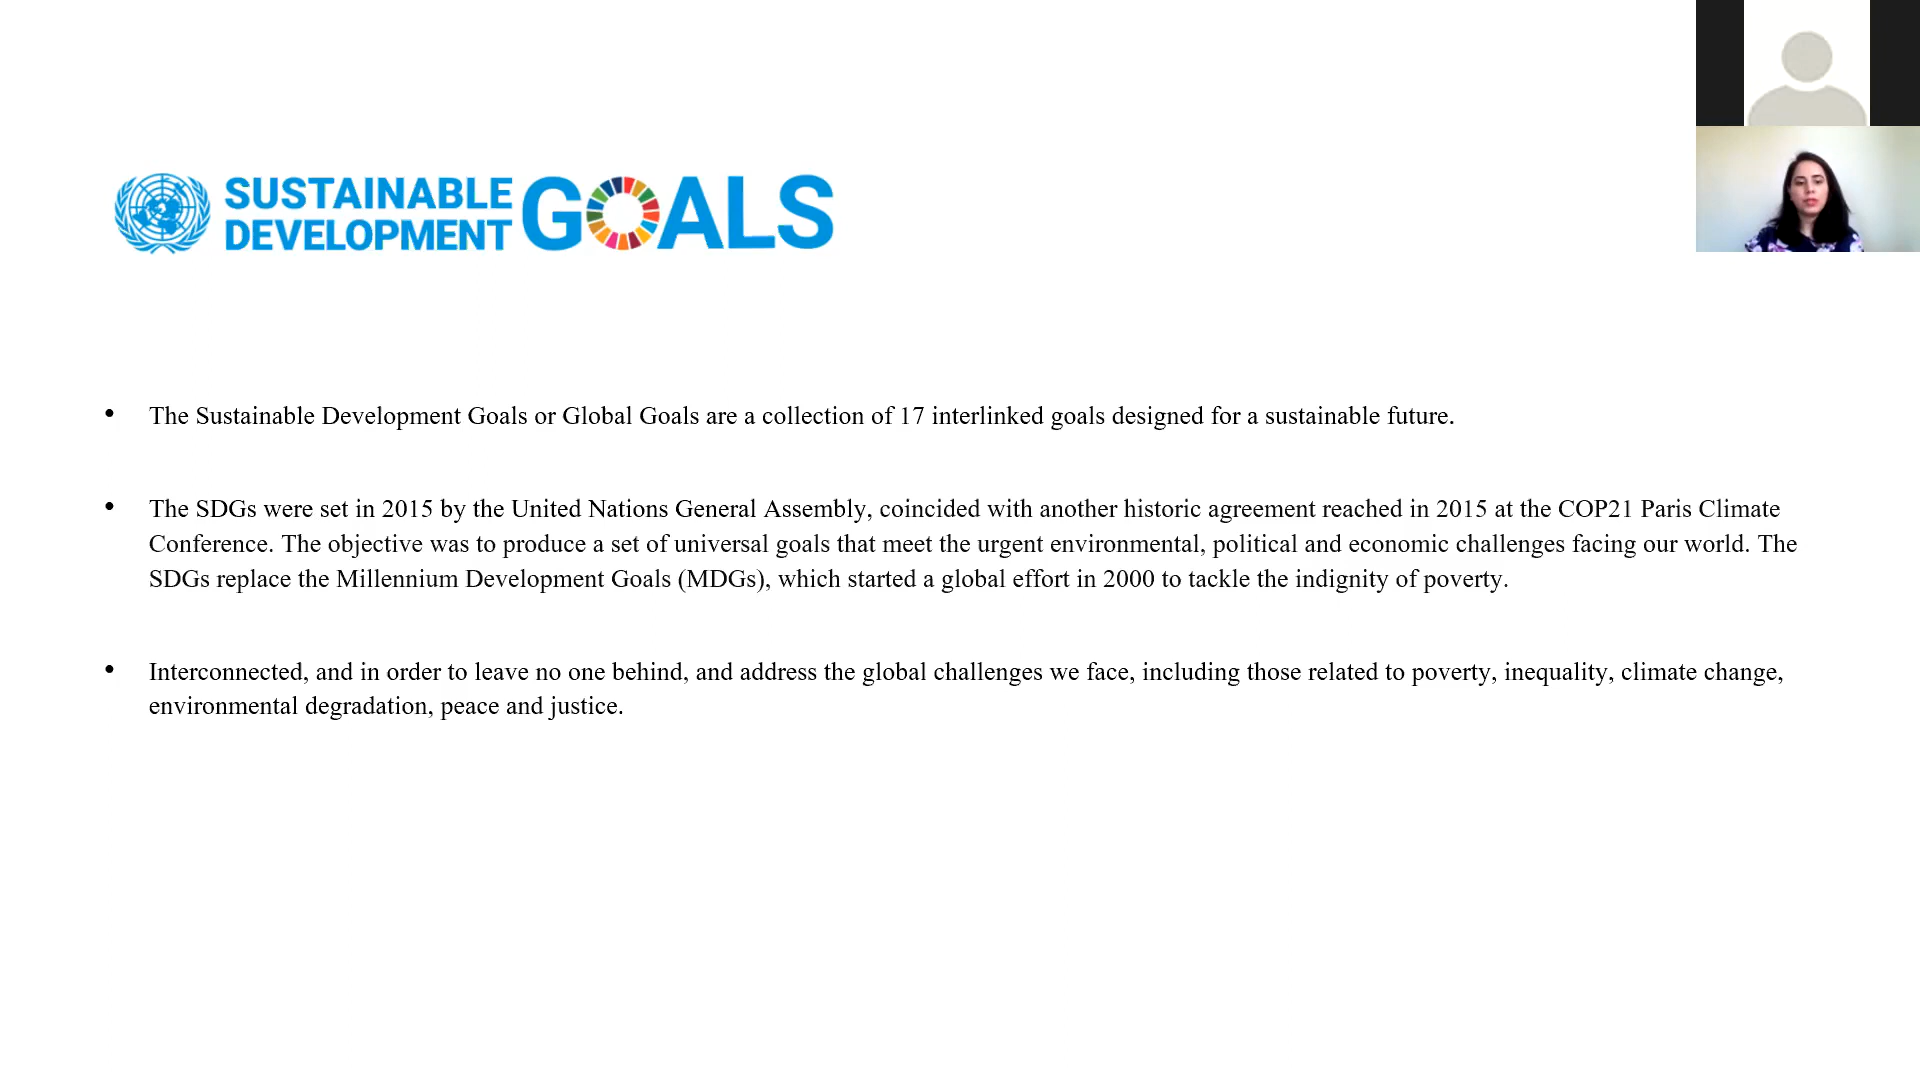 SUSTAINABLE
DEVELOPMENT GOALS
• The Sustainable Development Goals or Global Goals are a collection of 17 interlinked goals designed for a sustainable future.
• The SDGs were set in 2015 by the United Nations General Assembly, coincided with another historic agreement reached in 2015 at the COP21 Paris Climate
Conference. The objective was to produce a set of universal goals that meet the urgent environmental, political and economic challenges facing our world. The
SDGs replace the Millennium Development Goals (MDGs), which started a global effort in 2000 to tackle the indignity of poverty.
• Interconnected, and in order to leave no one behind, and address the global challenges we face, including those related to poverty, inequality, climate change,
environmental degradation, peace and justice.